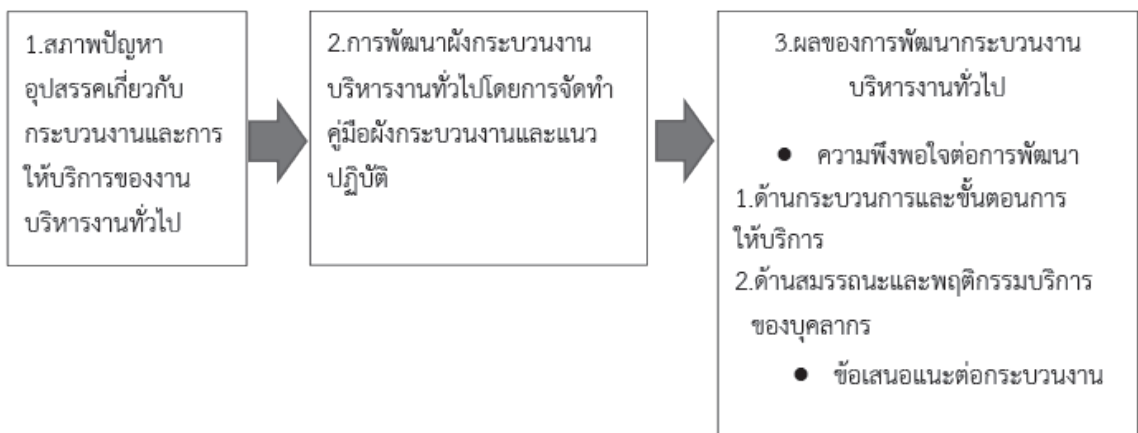 1.สภาพปัญหา
อุปสรรคเกี่ยวกับ
กระบวนงานและการ
ให้บริการของงาน
บริหารงานทั่วไป
2.การพัฒนาผังกระบวนงาน
บริหารงานทั่วไปโดยการจัดทำ
คู่มือผังกระบวนงานและแนว
ปฏิบัติ
3.ผลของการพัฒนากระบวนงาน
บริหารงานทั่วไป
● ความพึงพอใจต่อการพัฒนา
1.ด้านกระบวนการและขั้นตอนการ
ให้บริการ
2.ด้านสมรรถนะและพฤติกรรมบริการ
ของบุคลากร
● ข้อเสนอแนะต่อกระบวนงาน